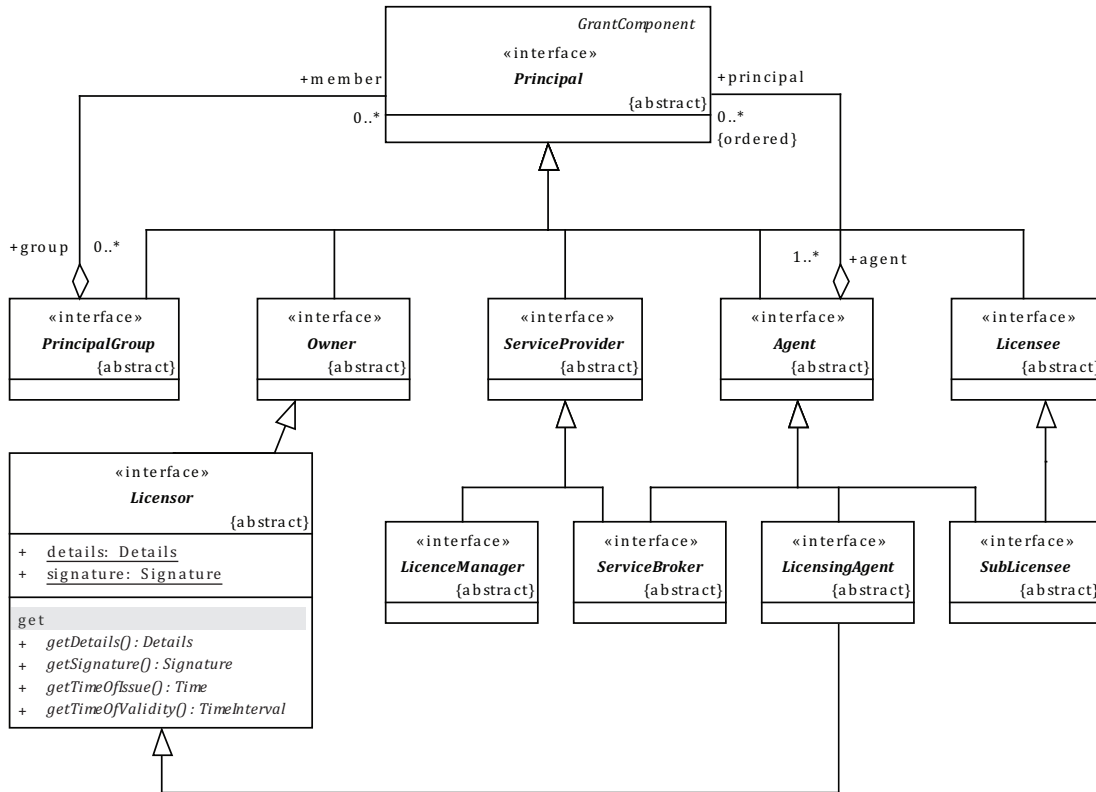 GrantComponent
«interface»
Principal
{abstract}
+member
0..*
+principal
0..*
{ordered}
+group
0..*
1..*
+agent
«interface»
PrincipalGroup
{abstract}
«interface»
Owner
{abstract}
«interface»
ServiceProvider
{abstract}
«interface»
Agent
{abstract}
«interface»
Licensee
{abstract}
«interface»
Licensor
{abstract}
+ details: Details
+ signature: Signature
get
+ getDetails() : Details
+ getSignature() : Signature
+ getTimeOfIssue() : Time
+ getTimeOfValidity() : TimeInterval
«interface»
LicenceManager
{abstract}
«interface»
ServiceBroker
{abstract}
«interface»
LicensingAgent
{abstract}
«interface»
SubLicensee
{abstract}